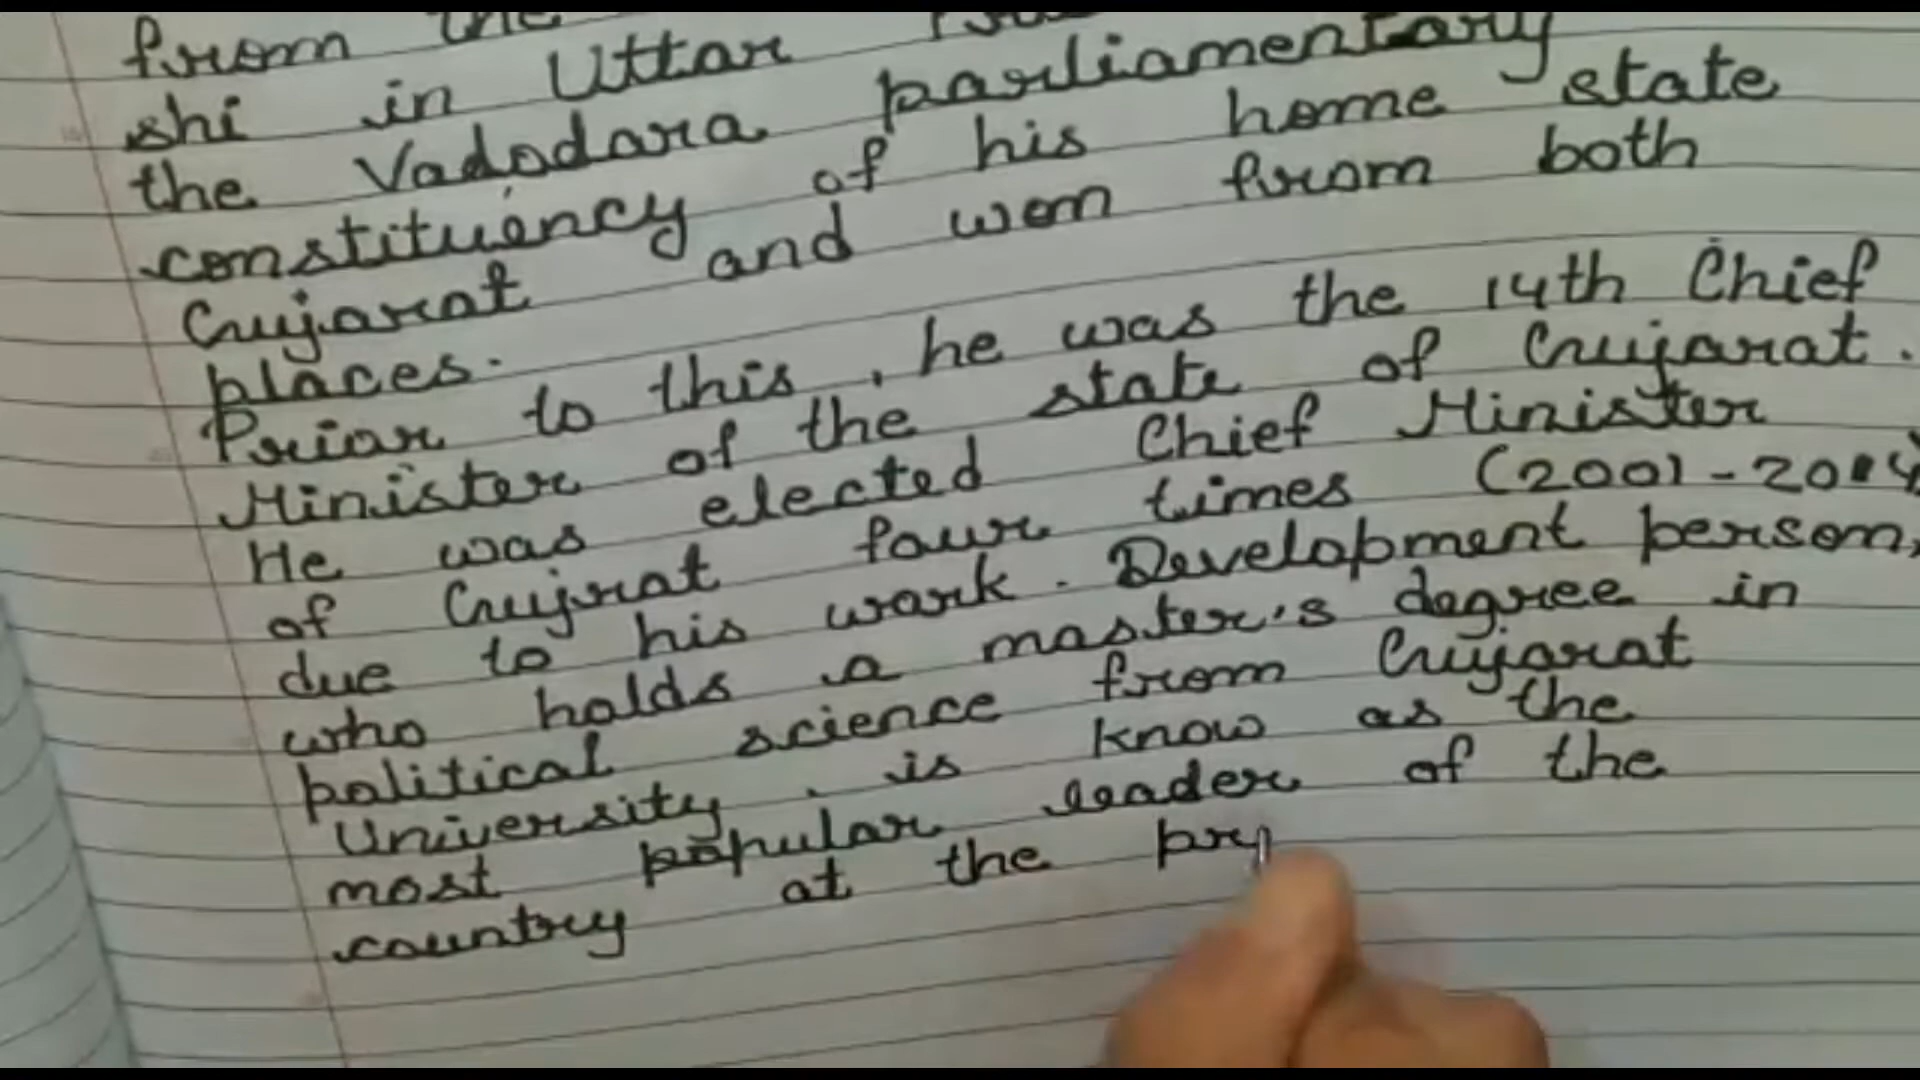 from the
shi in Uttar
the Vadodara parliamentary
constituency of his home state
Gujarat and won from both
places.
Prior to this, he was the 14th Chief
Minister of the state of Gujarat.
He was elected Chief Minister
of Gujrat four times (2001-2014)
due to his work. Development person,
who holds a master's degree in
political science from Gujarat
University, is know as the
most popular leader of the
country at the pr